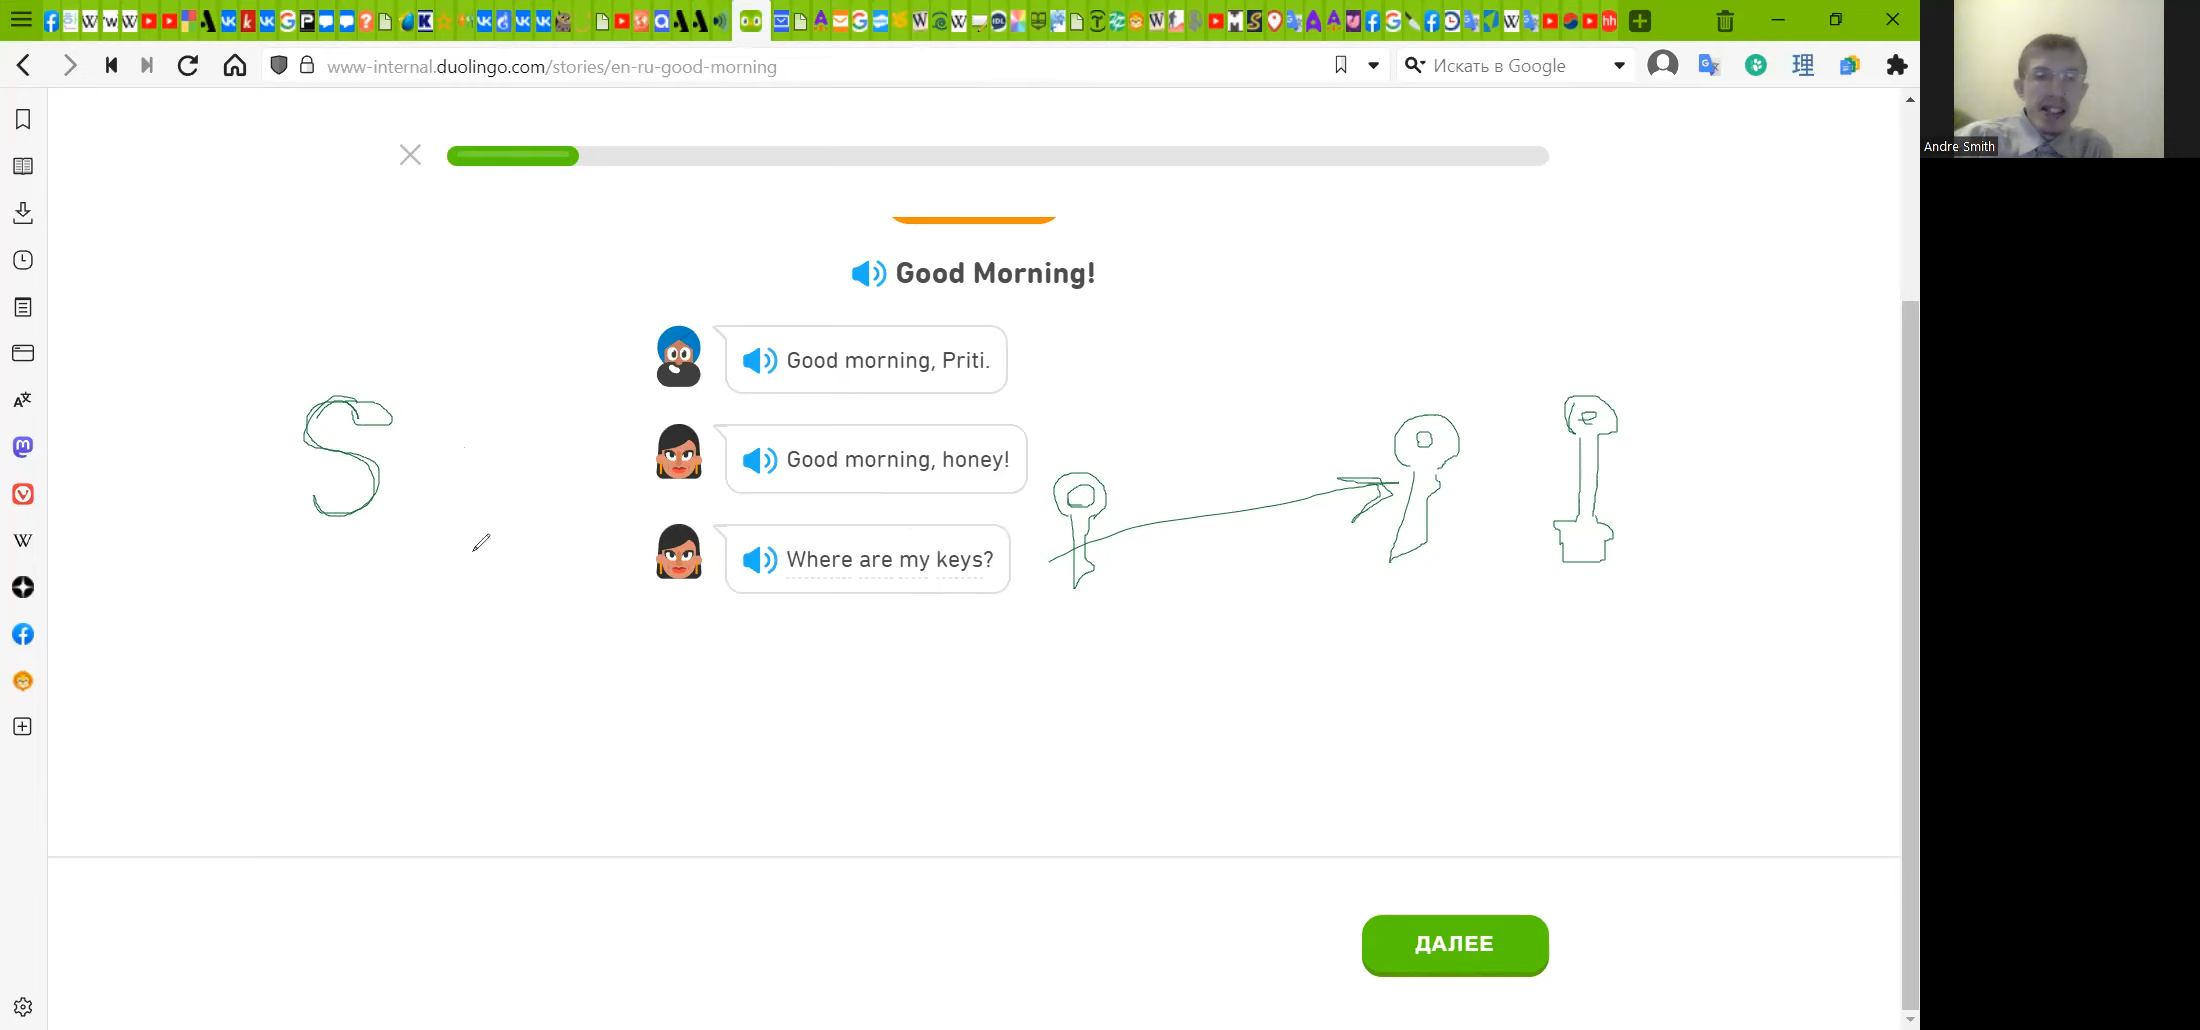 www-internal.duolingo.com/stories/en-ru-good-morning
Искать в Google
Andre Smith
Good Morning!
Good morning, Priti.
S
Good morning, honey!
Where are my keys?
ДАЛЕЕ